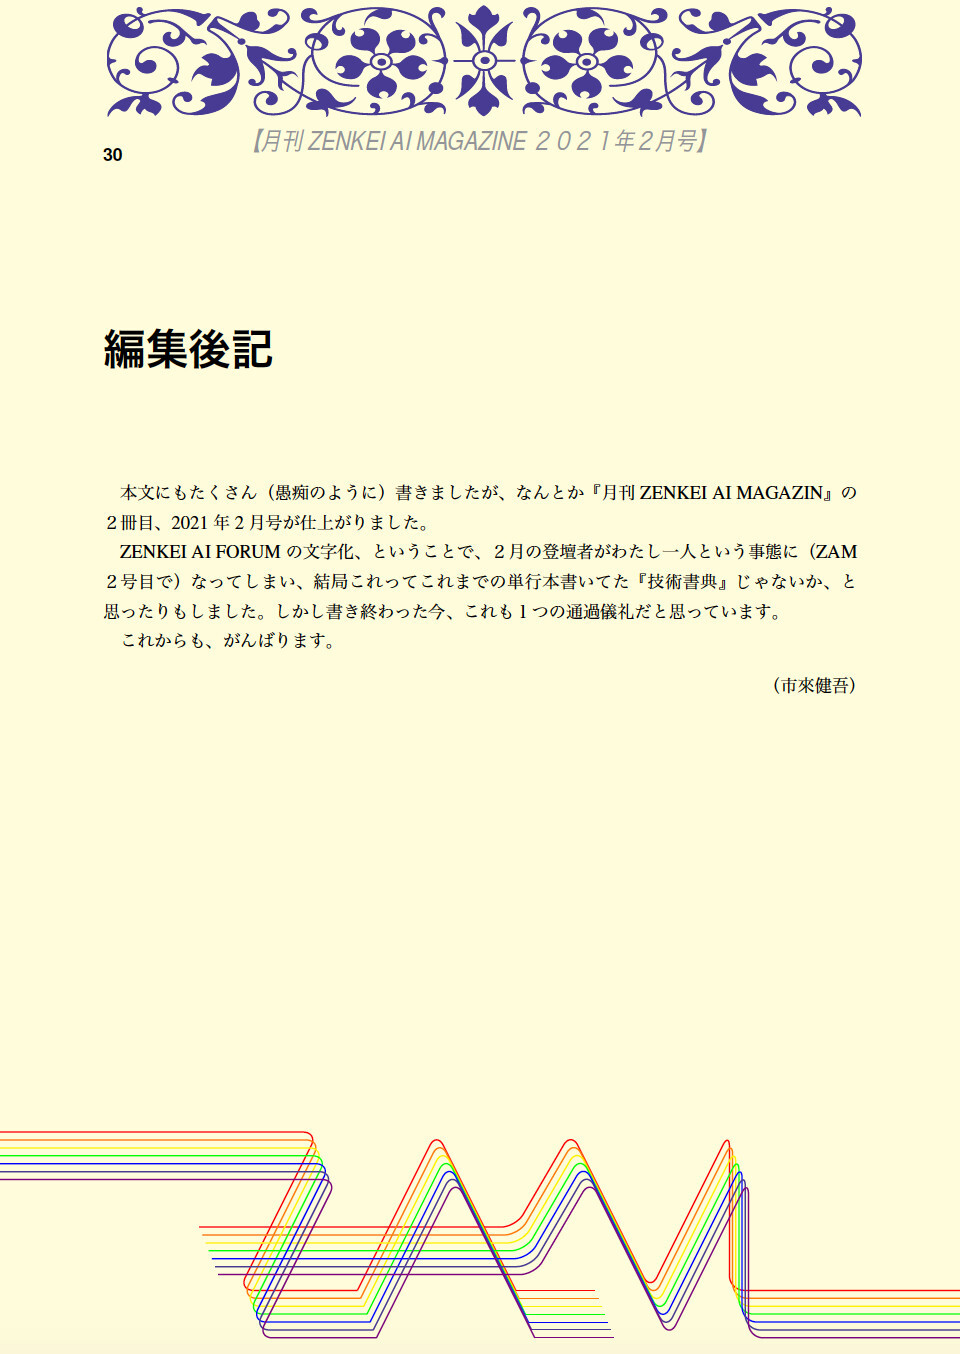 【月刊 ZENKEI AI MAGAZINE ２０２１年２月号】
30
編集後記
本文にもたくさん（愚痴のように）書きましたが、なんとか『月刊 ZENKEI AI MAGAZIN』の
２冊目、2021 年 2 月号が仕上がりました。
ZENKEI AI FORUM の文字化、ということで、２月の登壇者がわたし一人という事態に（ZAM
２号目で）なってしまい、結局これってこれまでの単行本書いてた『技術書典』じゃないか、と
思ったりもしました。しかし書き終わった今、これも 1 つの通過儀礼だと思っています。
これからも、がんばります。
（市來健吾）
ZAM